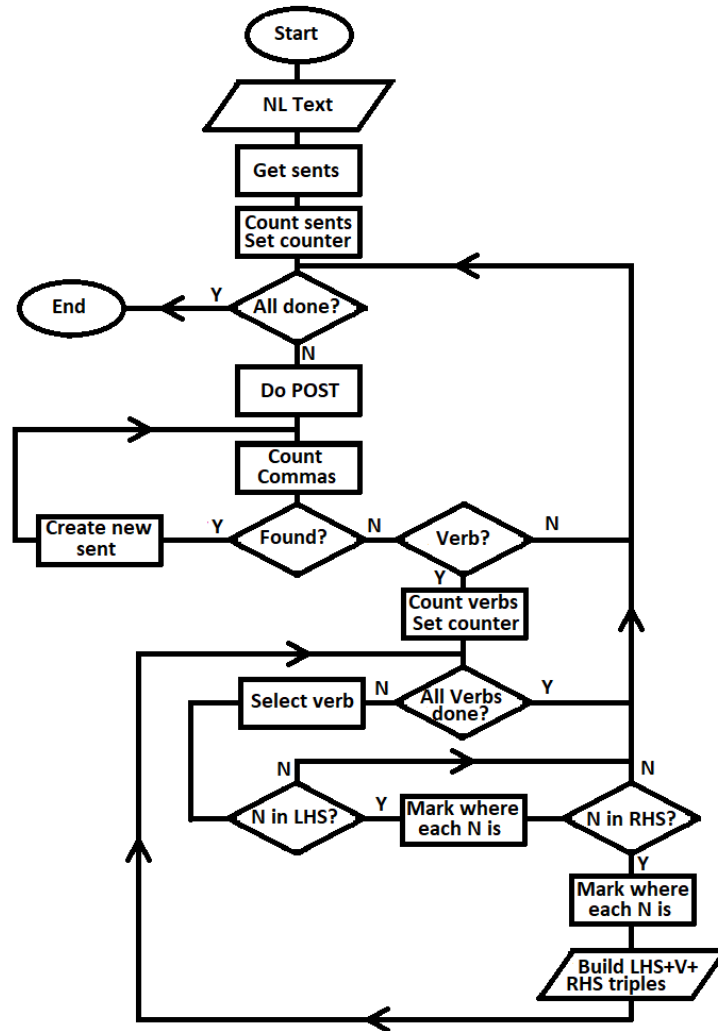 Start
NL Text
Get sents
Count sents
Set counter
Y
End
All done?
N
Do POST
Count
Commas
Create new
sent
Y
Found?
N
Verb?
N
Y
Count verbs
Set counter
Select verb
N
All Verbs
done?
Y
N
N
N in LHS?
Y
Mark where
each N is
N in RHS?
Y
Mark where
each N is
Build LHS+V+
RHS triples